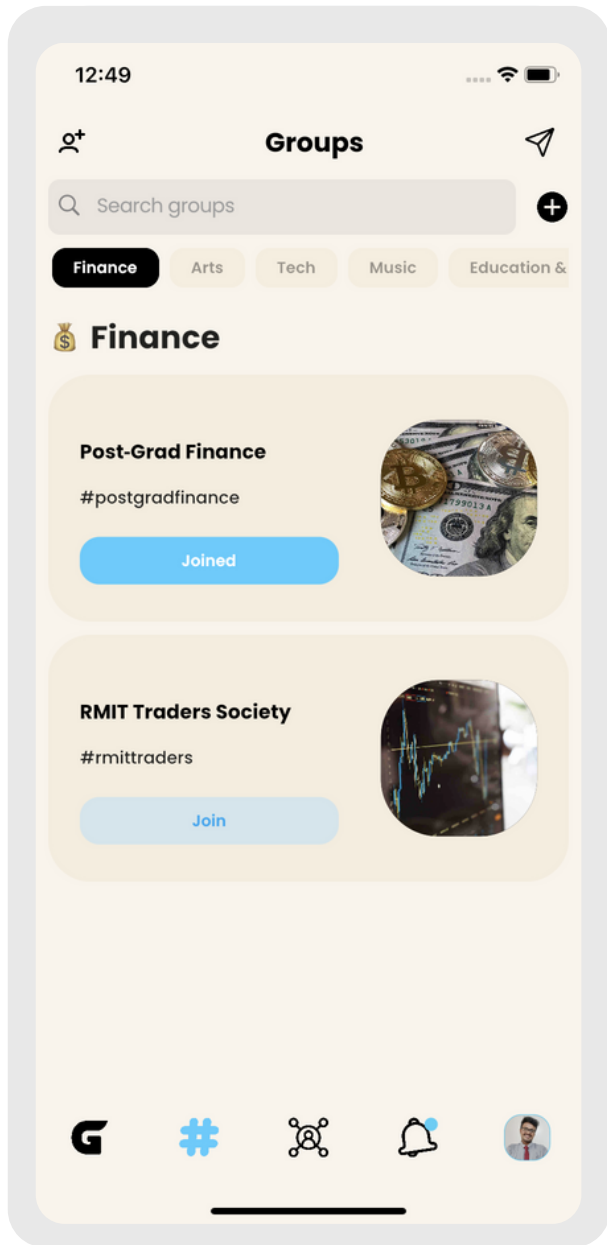 12:49
Groups
Search groups
Finance Arts Tech Music Education &
💰 Finance
Post-Grad Finance
#postgradfinance
Joined
RMIT Traders Society
#rmittraders
Join
G
#